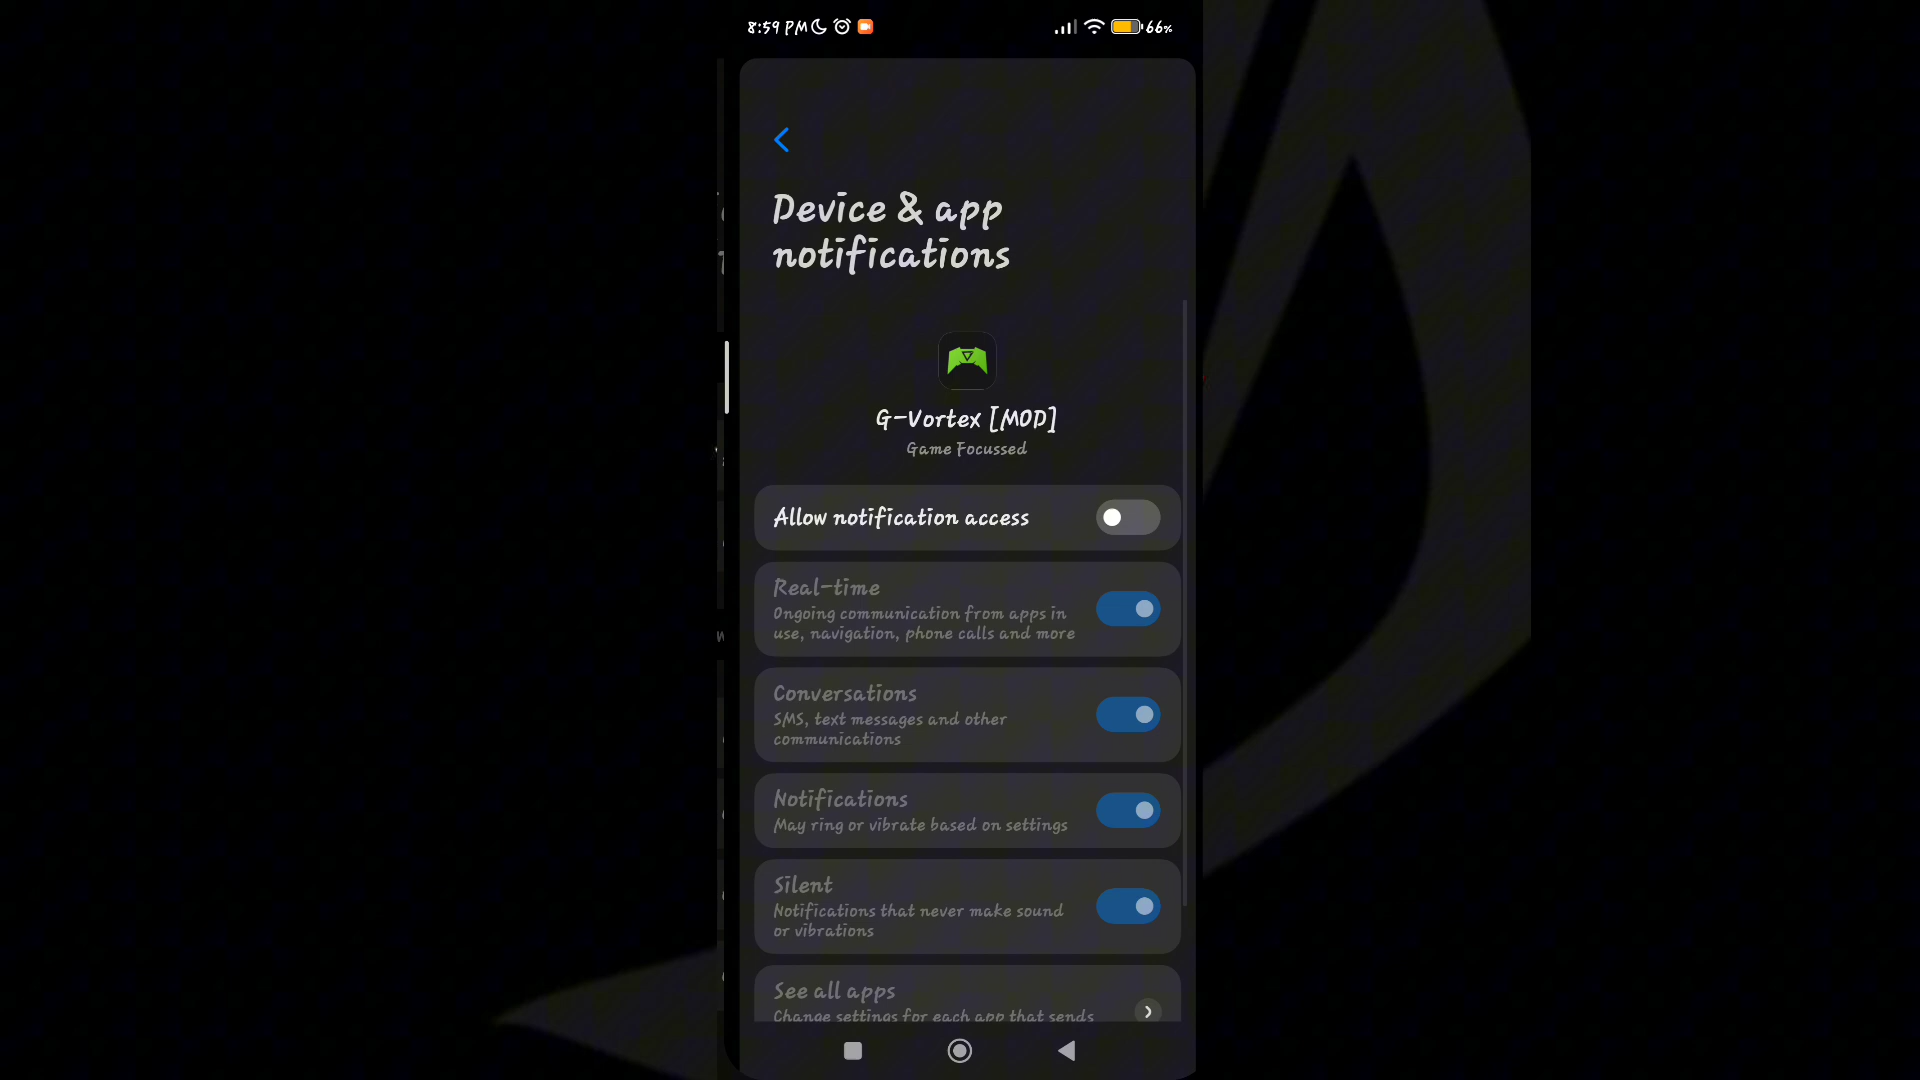 8:59 PM
66%
Device & app
notifications
G-Vortex [MOD]
Game Focussed
Allow notification access
Real-time
Ongoing communication from apps in
use, navigation, phone calls and more
Conversations
SMS, text messages and other
communications
Notifications
May ring or vibrate based on settings
Silent
Notifications that never make sound
or vibrations
See all apps
Change settings for each app that sends